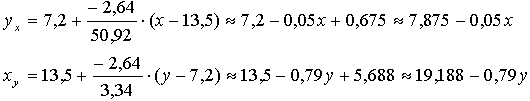 y_x = 7,2 + \frac{-2,64}{50,92} · (x − 13,5) ≈ 7,2 − 0,05x + 0,675 ≈ 7,875 − 0,05x
x_y = 13,5 + \frac{-2,64}{3,34} · (y − 7,2) ≈ 13,5 − 0,79y + 5,688 ≈ 19,188 − 0,79y